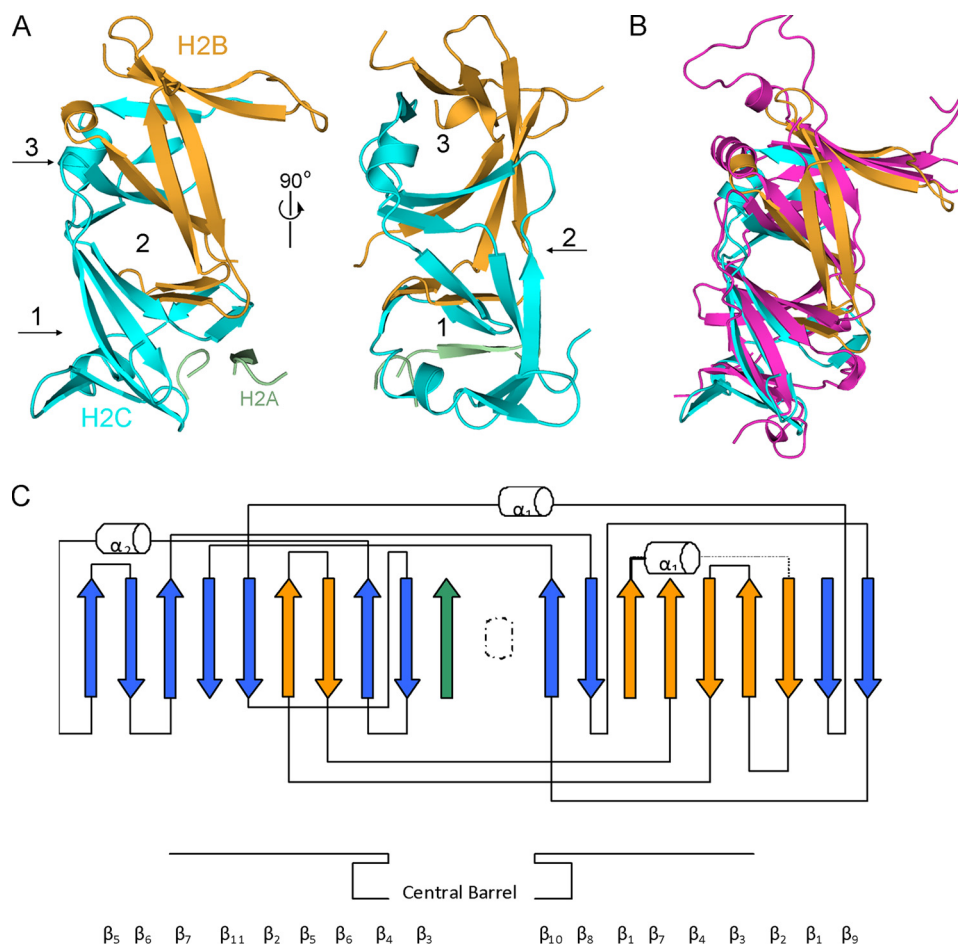 A
H2B
3
2
1
H2C
H2A
90°
3
2
1
B
C
α₂
α₁
α₁
Central Barrel
β₅ β₆ β₇ β₁₁ β₂ β₅ β₆ β₄ β₃ β₁₀ β₈ β₁ β₇ β₄ β₃ β₂ β₁ β₉